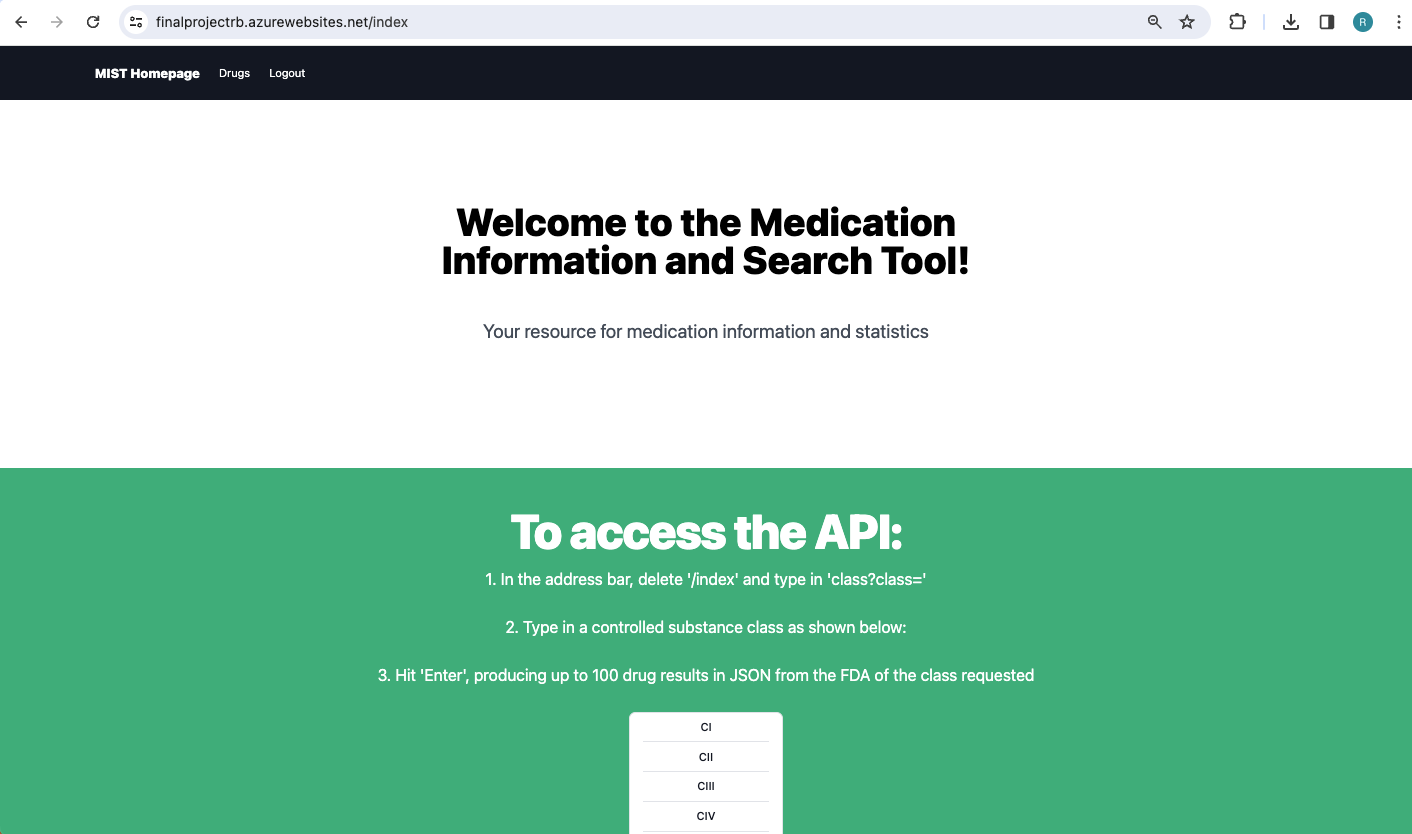 finalprojectrb.azurewebsites.net/index
R
MIST Homepage Drugs Logout
Welcome to the Medication
Information and Search Tool!
Your resource for medication information and statistics
To access the API:
1. In the address bar, delete '/index' and type in 'class?class='
2. Type in a controlled substance class as shown below:
3. Hit 'Enter', producing up to 100 drug results in JSON from the FDA of the class requested
CI
CII
CIII
CIV